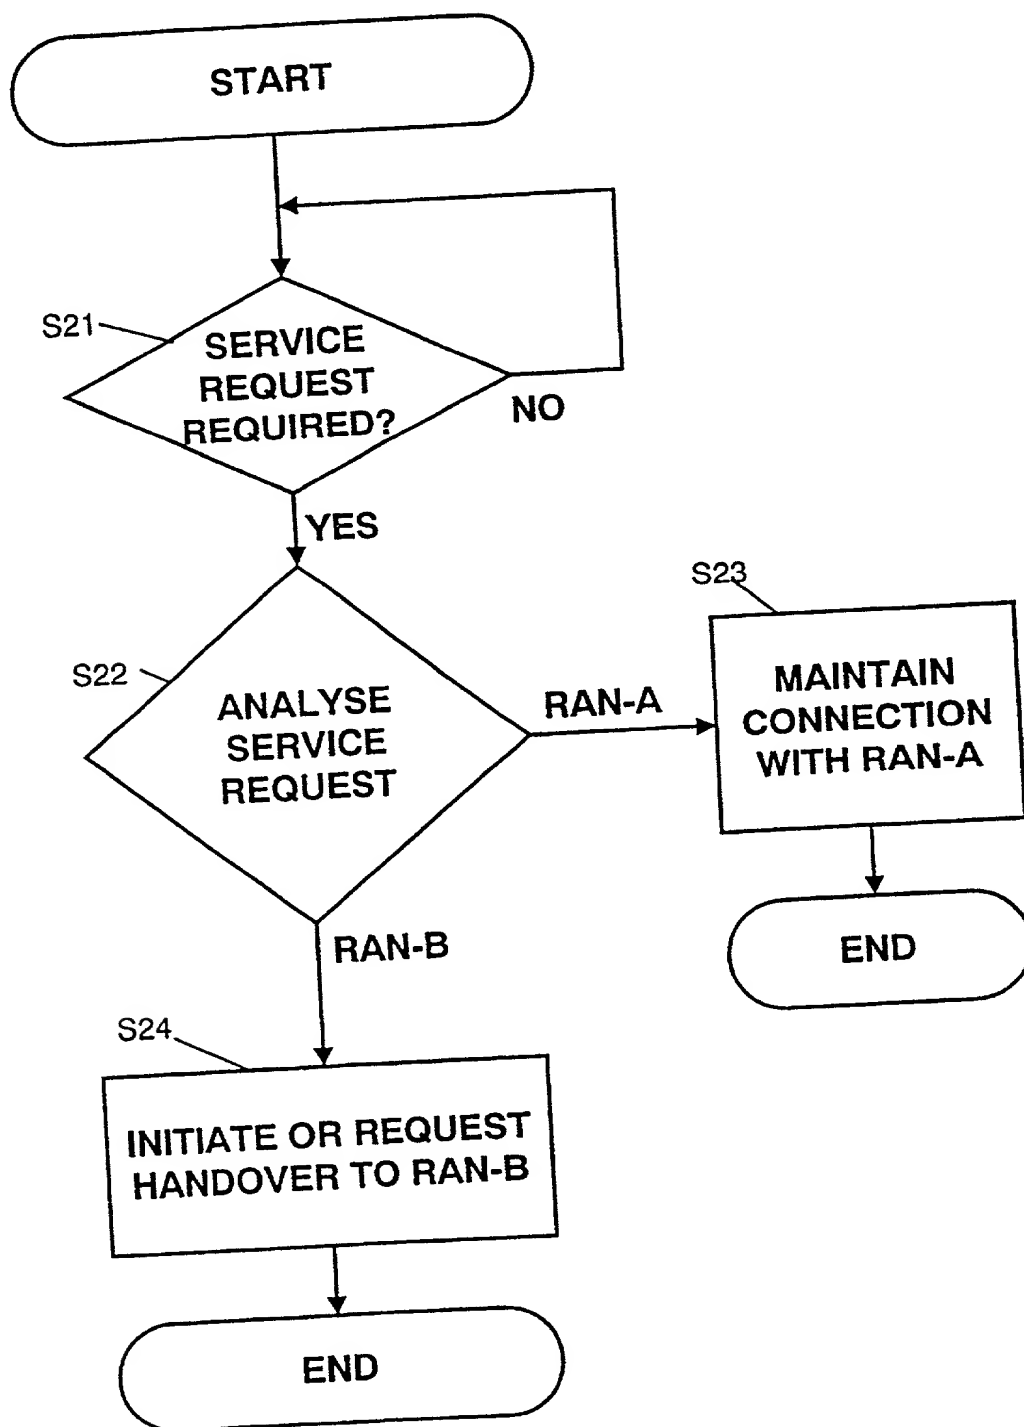 START
S21
SERVICE
REQUEST
REQUIRED?
NO
YES
S22
ANALYSE
SERVICE
REQUEST
RAN-A
S23
MAINTAIN
CONNECTION
WITH RAN-A
END
RAN-B
S24
INITIATE OR REQUEST
HANDOVER TO RAN-B
END